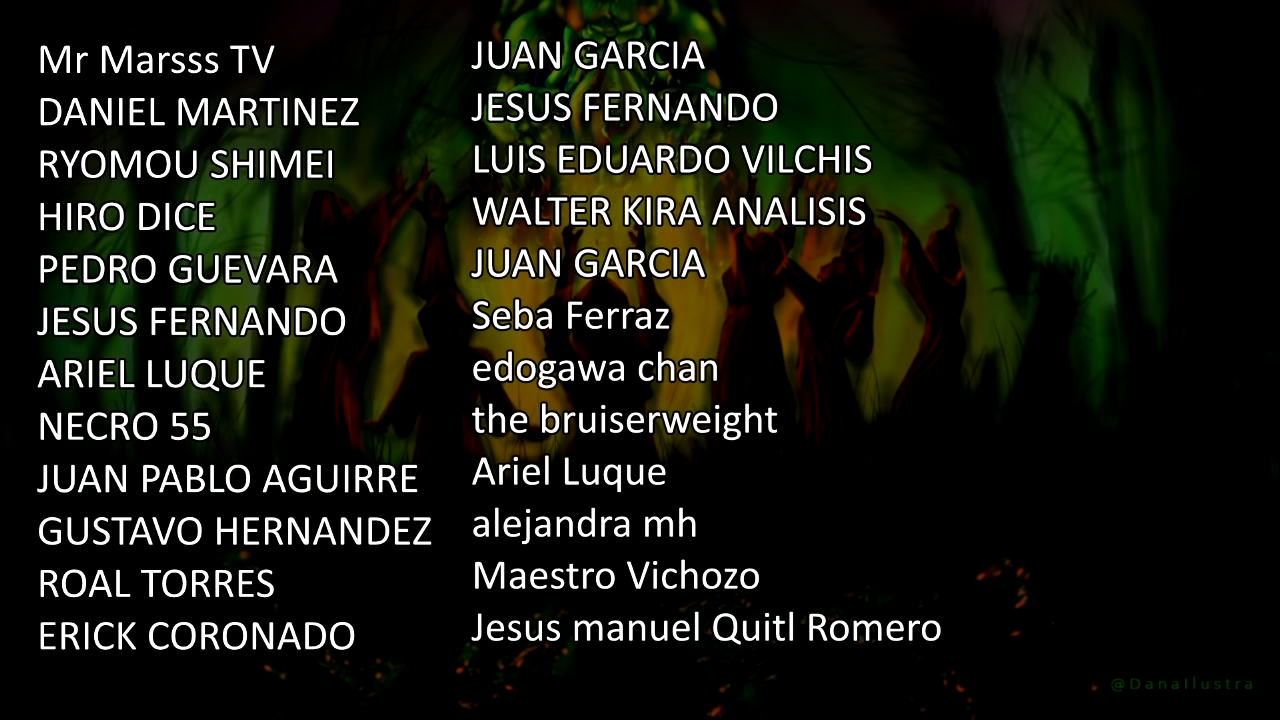 Mr Marsss TV
DANIEL MARTINEZ
RYOMOU SHIMEI
HIRO DICE
PEDRO GUEVARA
JESUS FERNANDO
ARIEL LUQUE
NECRO 55
JUAN PABLO AGUIRRE
GUSTAVO HERNANDEZ
ROAL TORRES
ERICK CORONADO
JUAN GARCIA
JESUS FERNANDO
LUIS EDUARDO VILCHIS
WALTER KIRA ANALISIS
JUAN GARCIA
Seba Ferraz
edogawa chan
the bruiserweight
Ariel Luque
alejandra mh
Maestro Vichozo
Jesus manuel Quitl Romero
@DanaIlustra